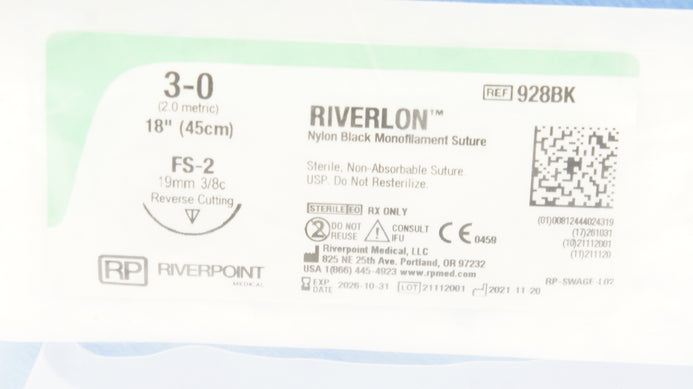 3-0
(2.0 metric)
18" (45cm)
FS-2
19mm 3/8c
Reverse Cutting
RP RIVERPOINT
MEDICAL
REF 928BK
RIVERLON™
Nylon Black Monofilament Suture
Sterile, Non-Absorbable Suture
USP. Do Not Resterilize.
STERILE EO RX ONLY
2 DO NOT REUSE CONSULT IFU CE 0459
Riverpoint Medical, LLC
825 NE 25th Ave. Portland, OR 97232
USA 1(866) 445-4923 www.rpmed.com
EXP DATE 2026-10-31 LOT 21112001 2021-11-20
(01)00812444024319
(17)261031
(10)21112001
(11)211120
RP-SWAGE-L02